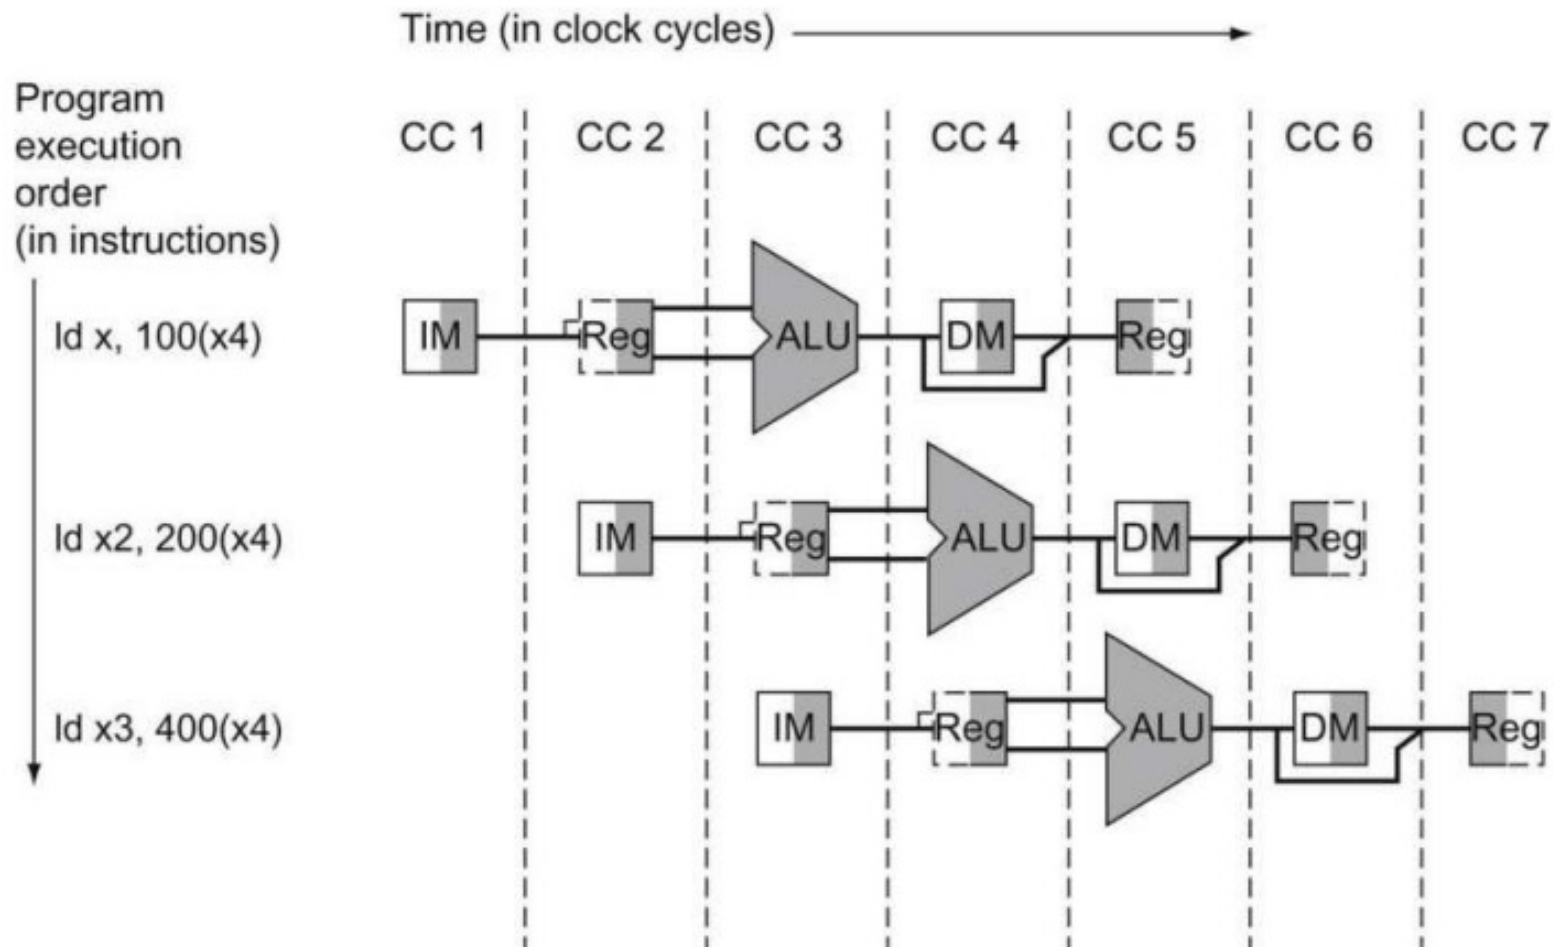 Time (in clock cycles)
Program
execution
order
(in instructions)
CC 1 CC 2 CC 3 CC 4 CC 5 CC 6 CC 7
ld x, 100(x4) IM Reg ALU DM Reg
ld x2, 200(x4) IM Reg ALU DM Reg
ld x3, 400(x4) IM Reg ALU DM Reg